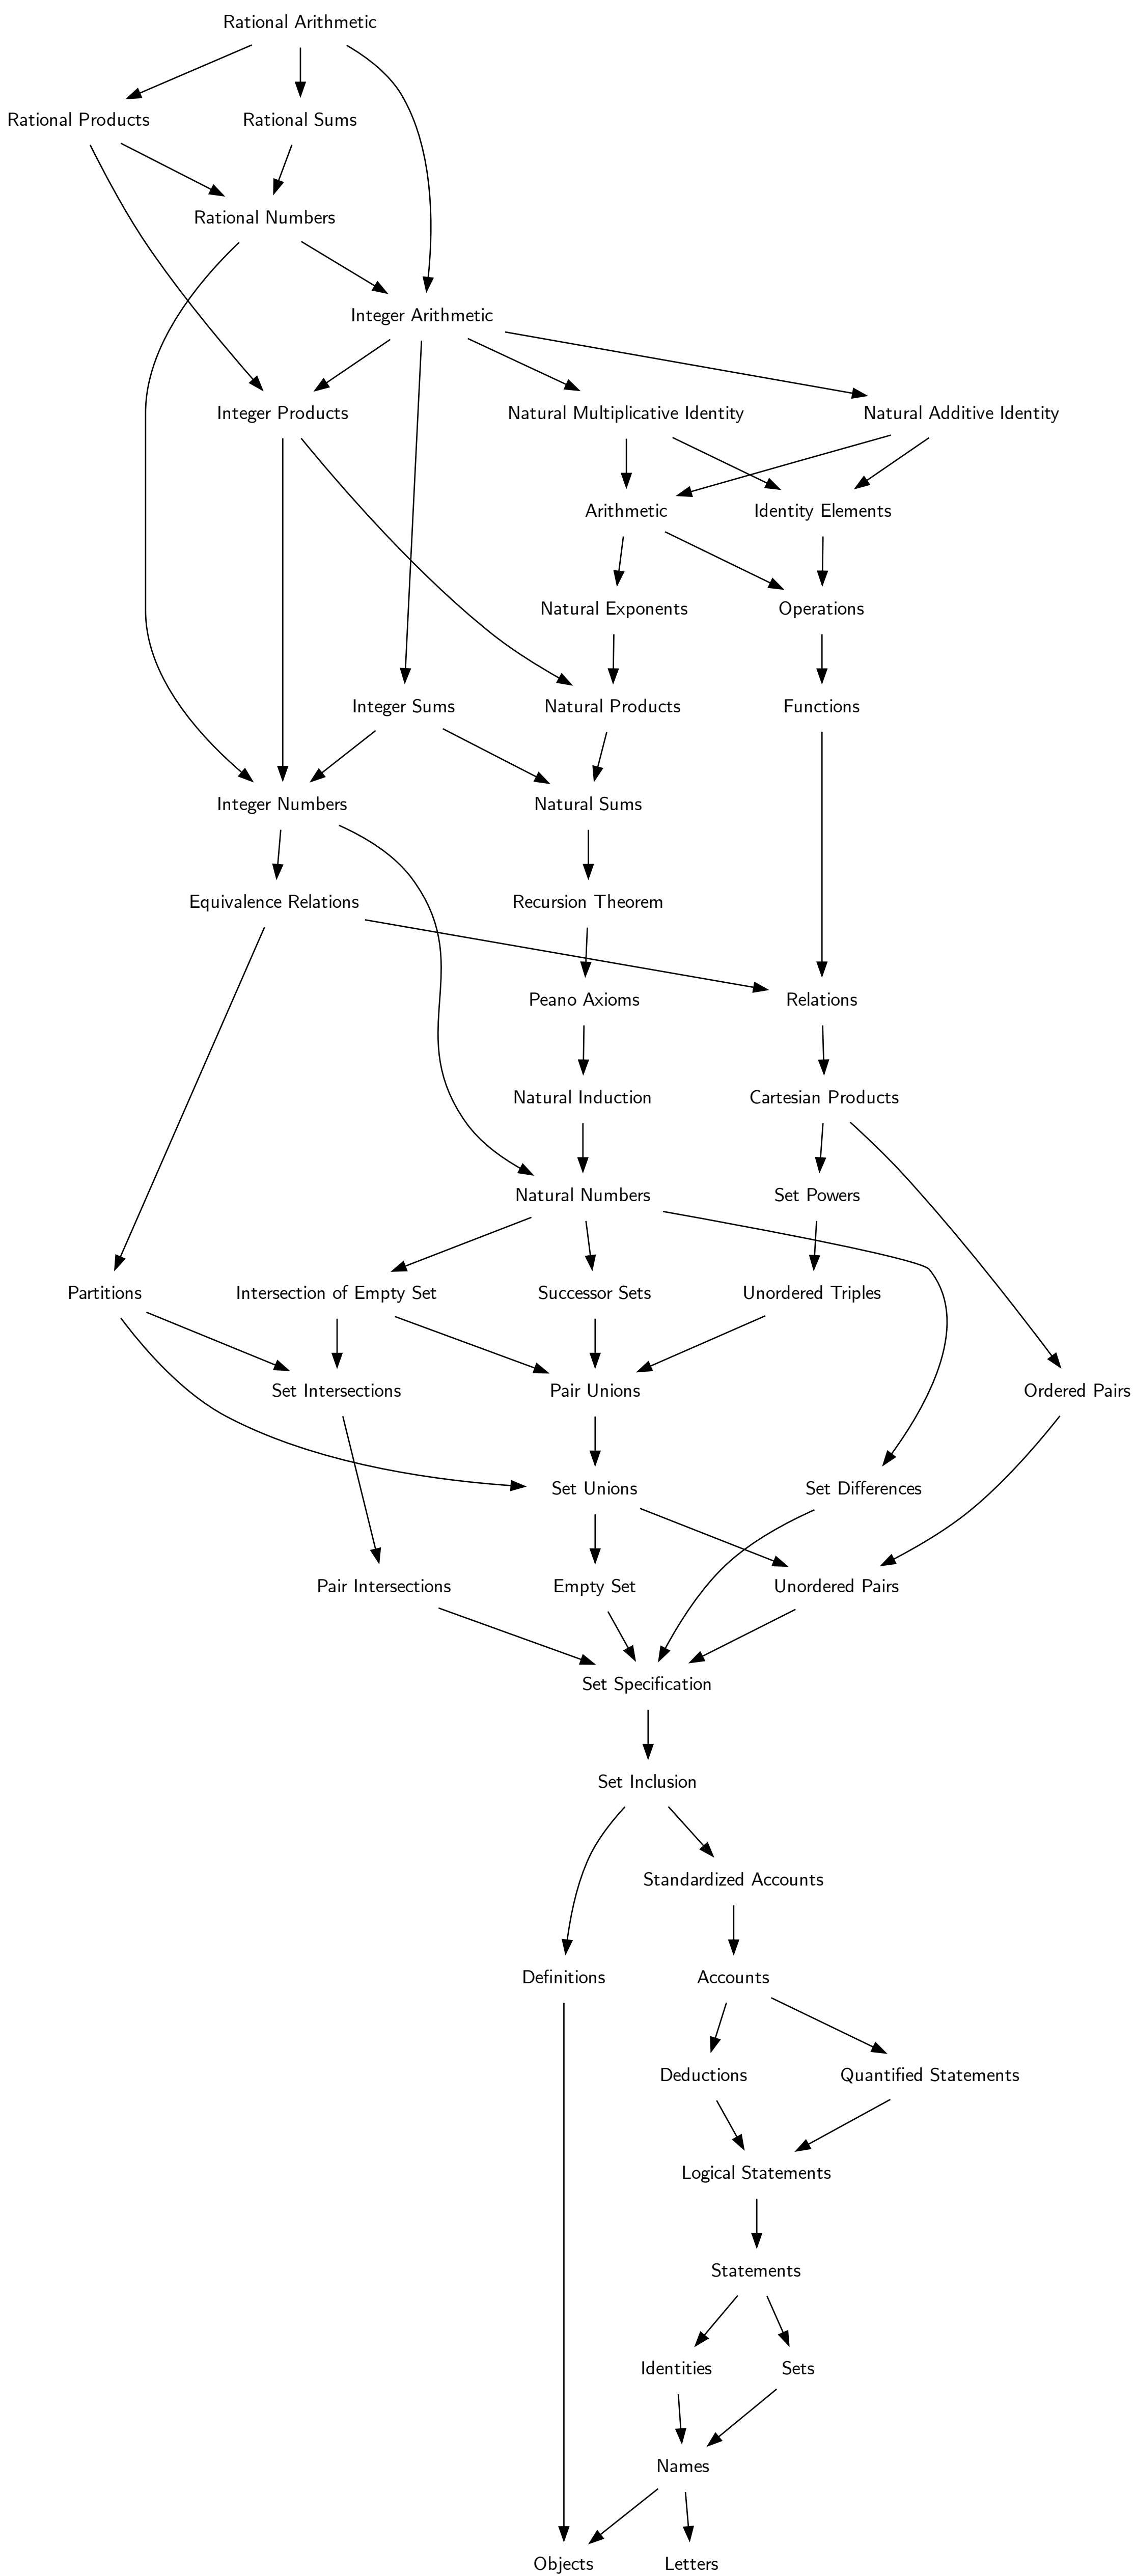 Rational Arithmetic
Rational Products
Rational Sums
Rational Numbers
Integer Arithmetic
Integer Products
Natural Multiplicative Identity
Natural Additive Identity
Arithmetic
Identity Elements
Natural Exponents
Operations
Integer Sums
Natural Products
Functions
Integer Numbers
Natural Sums
Equivalence Relations
Recursion Theorem
Peano Axioms
Relations
Natural Induction
Cartesian Products
Natural Numbers
Set Powers
Partitions
Intersection of Empty Set
Successor Sets
Unordered Triples
Set Intersections
Pair Unions
Ordered Pairs
Set Unions
Set Differences
Pair Intersections
Empty Set
Unordered Pairs
Set Specification
Set Inclusion
Standardized Accounts
Definitions
Accounts
Deductions
Quantified Statements
Logical Statements
Statements
Identities
Sets
Names
Objects
Letters